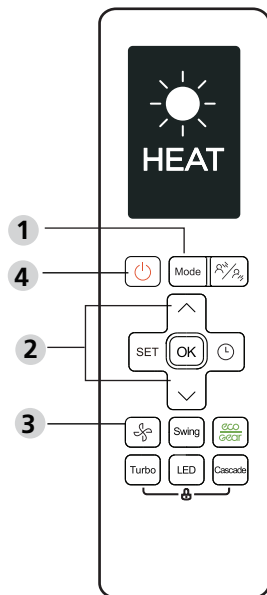 HEAT
1
4
Mode
2
SET OK
3
Swing eco
GEAR
Turbo LED Cascade